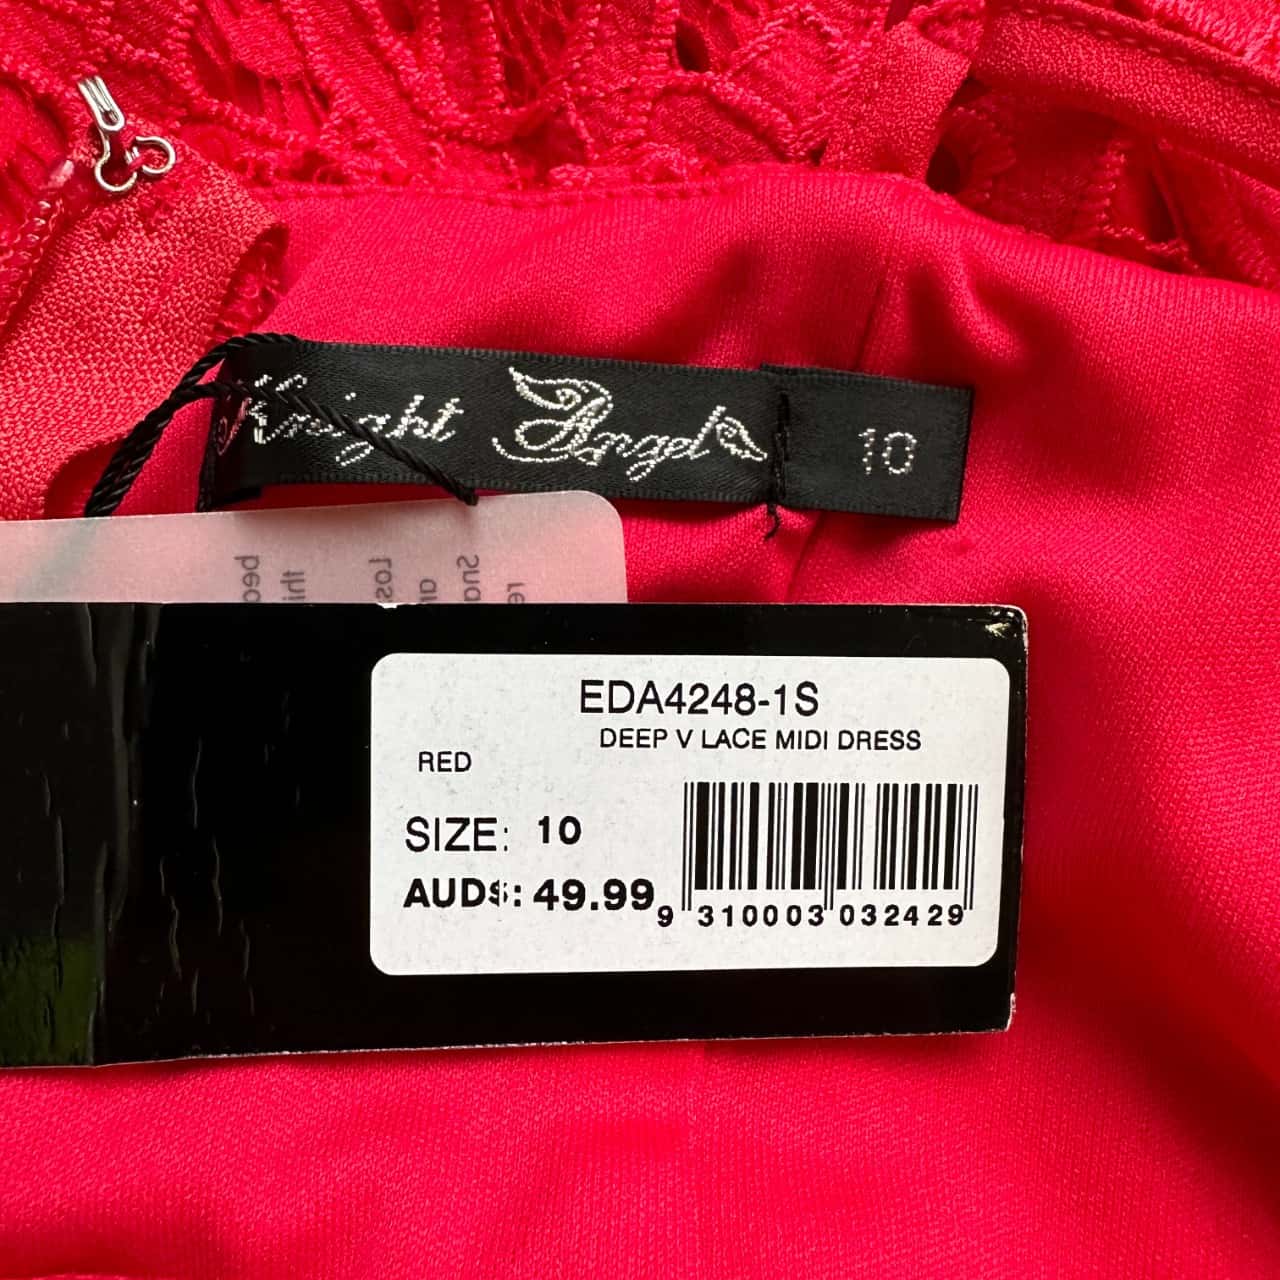 Knight Angel 10
EDA4248-1S
DEEP V LACE MIDI DRESS
RED
SIZE: 10
AUD$: 49.99
9 310003 032429